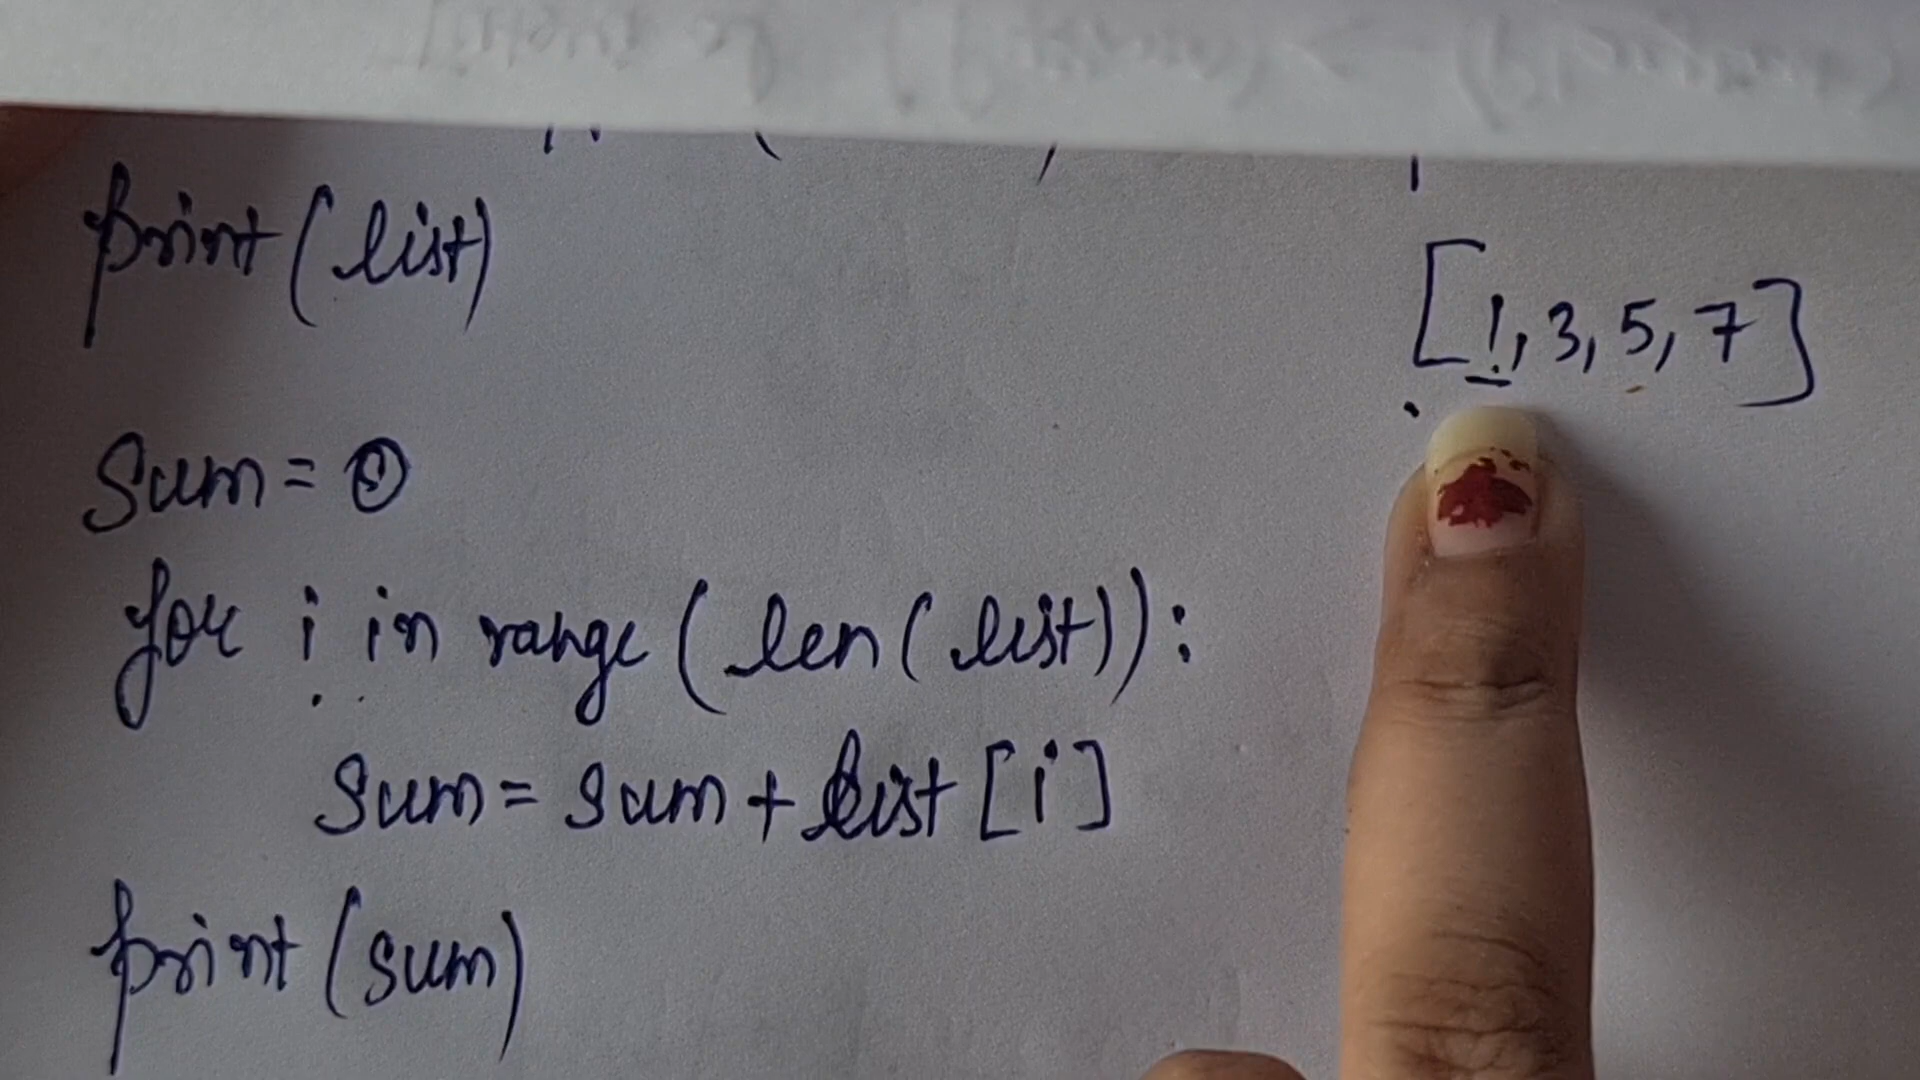 print(list)
[1, 3, 5, 7]
Sum = 0
for i in range (len(list)):
Sum = sum + list [i]
print (sum)